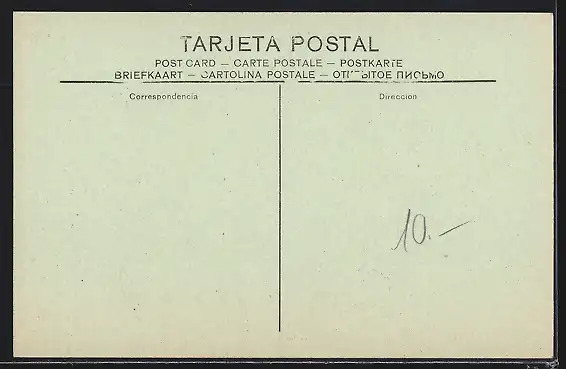 TARJETA POSTAL
POST CARD — CARTE POSTALE — POSTKARTE
BRIEFKAART — CARTOLINA POSTALE — ОТКРЫТОЕ ПИСЬМО
Correspondencia
Direccion
10.—